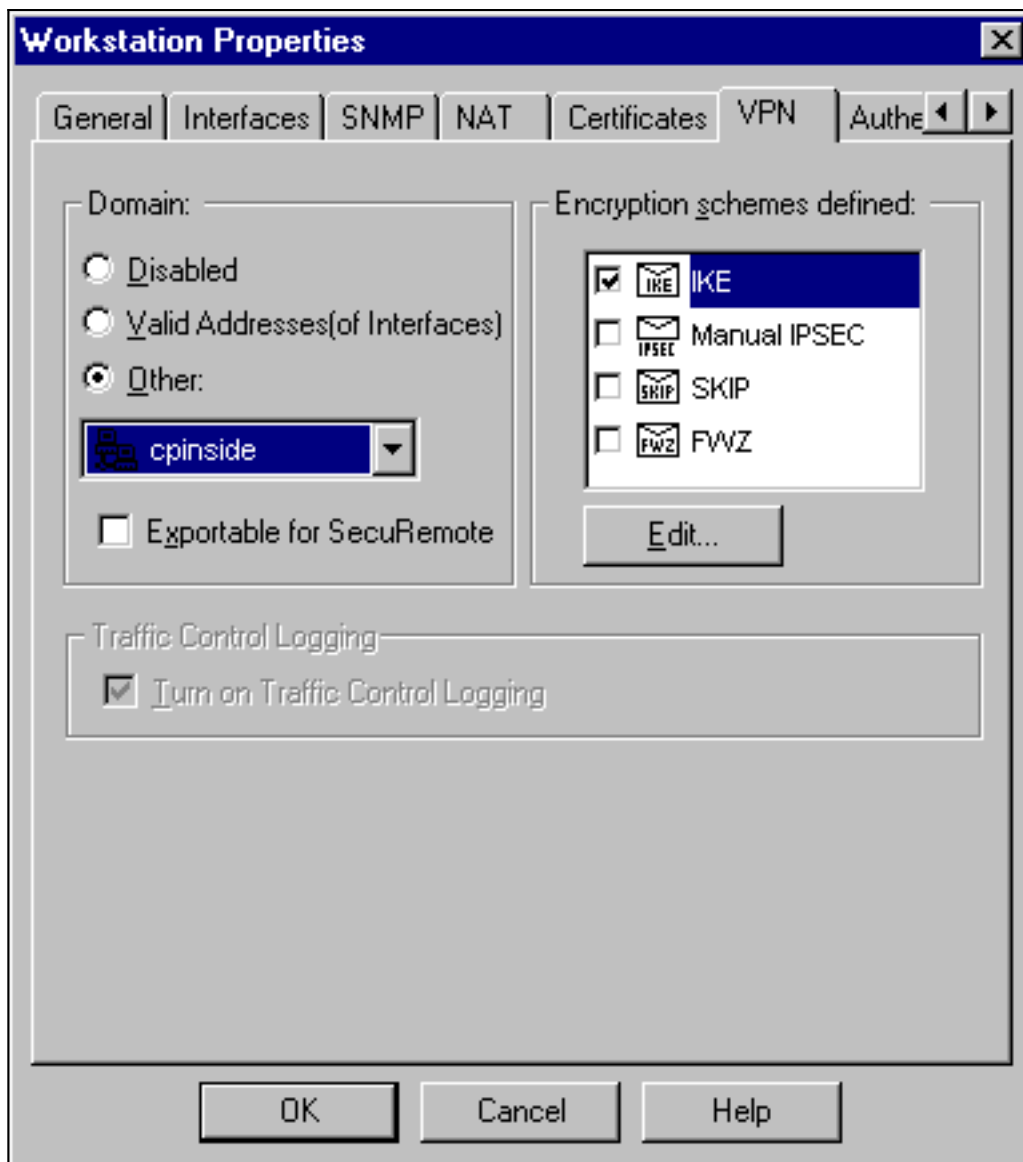 Workstation Properties
General Interfaces SNMP NAT Certificates VPN Authe
Domain:
Disabled
Valid Addresses(of Interfaces)
Other:
cpinside
Exportable for SecuRemote
Encryption schemes defined:
IKE IKE
IPSEC Manual IPSEC
SKIP SKIP
FWZ FWZ
Edit...
Traffic Control Logging
Turn on Traffic Control Logging
OK Cancel Help